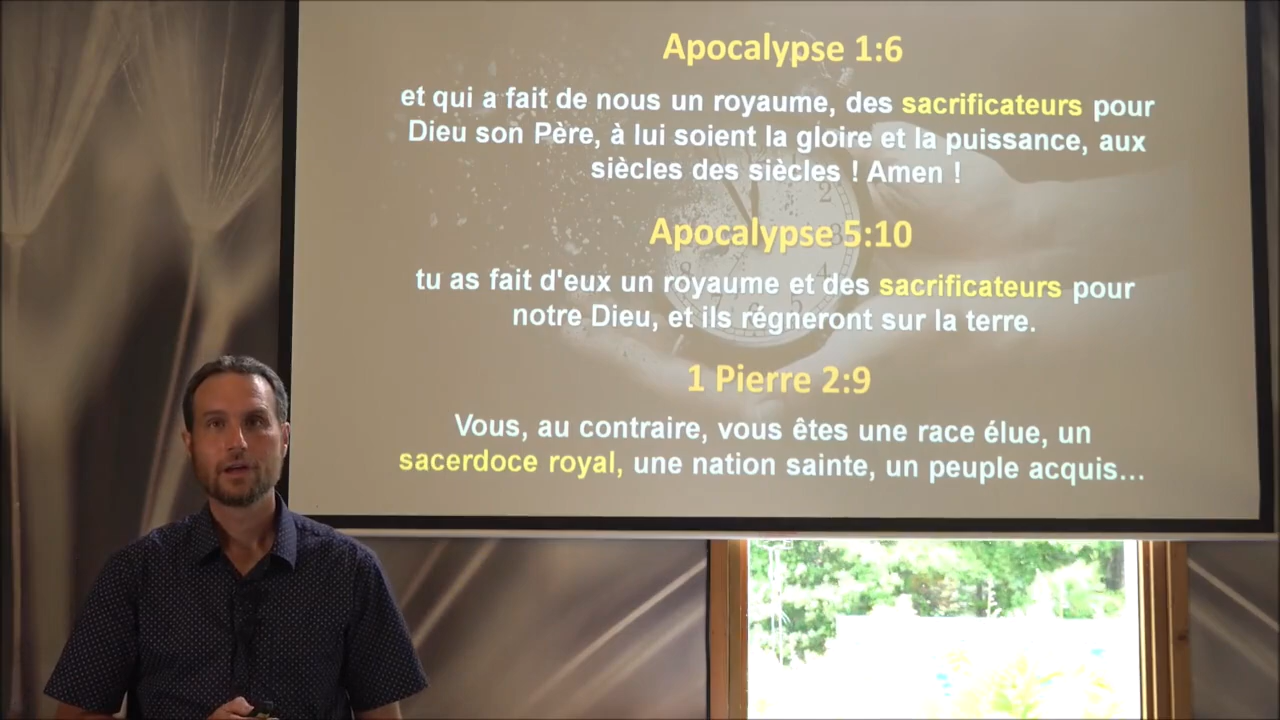 Apocalypse 1:6
et qui a fait de nous un royaume, des sacrificateurs pour
Dieu son Père, à lui soient la gloire et la puissance, aux
siècles des siècles ! Amen !
Apocalypse 5:10
tu as fait d'eux un royaume et des sacrificateurs pour
notre Dieu, et ils régneront sur la terre.
1 Pierre 2:9
Vous, au contraire, vous êtes une race élue, un
sacerdoce royal, une nation sainte, un peuple acquis...